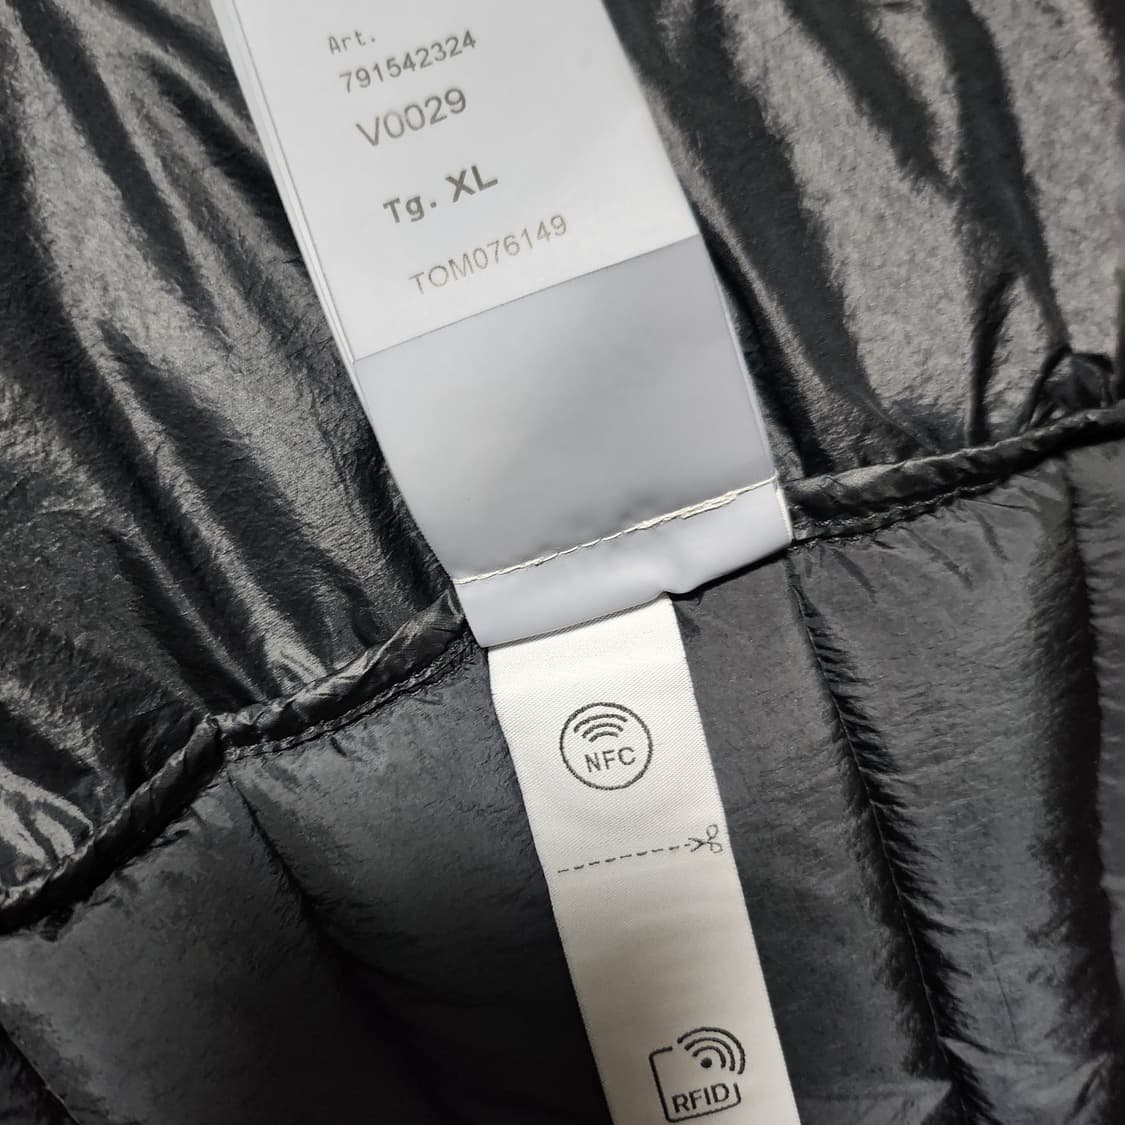 Art.
791542324
V0029
Tg. XL
TOM076149
NFC
RFID